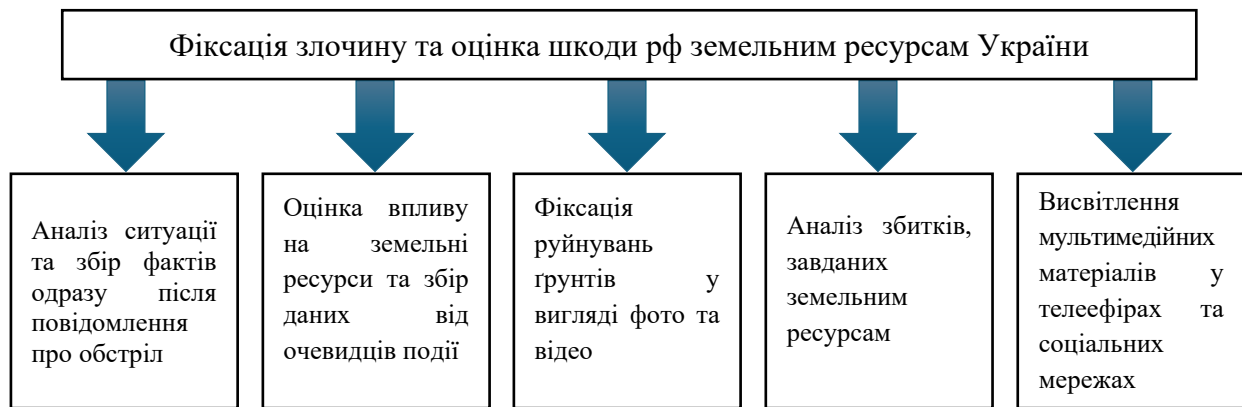 Фіксація злочину та оцінка шкоди рф земельним ресурсам України
Аналіз ситуації
та збір фактів
одразу після
повідомлення
про обстріл
Оцінка впливу
на земельні
ресурси та збір
даних від
очевидців події
Фіксація
руйнувань
ґрунтів у
вигляді фото та
відео
Аналіз збитків,
завданих
земельним
ресурсам
Висвітлення
мультимедійних
матеріалів у
телеефірах та
соціальних
мережах